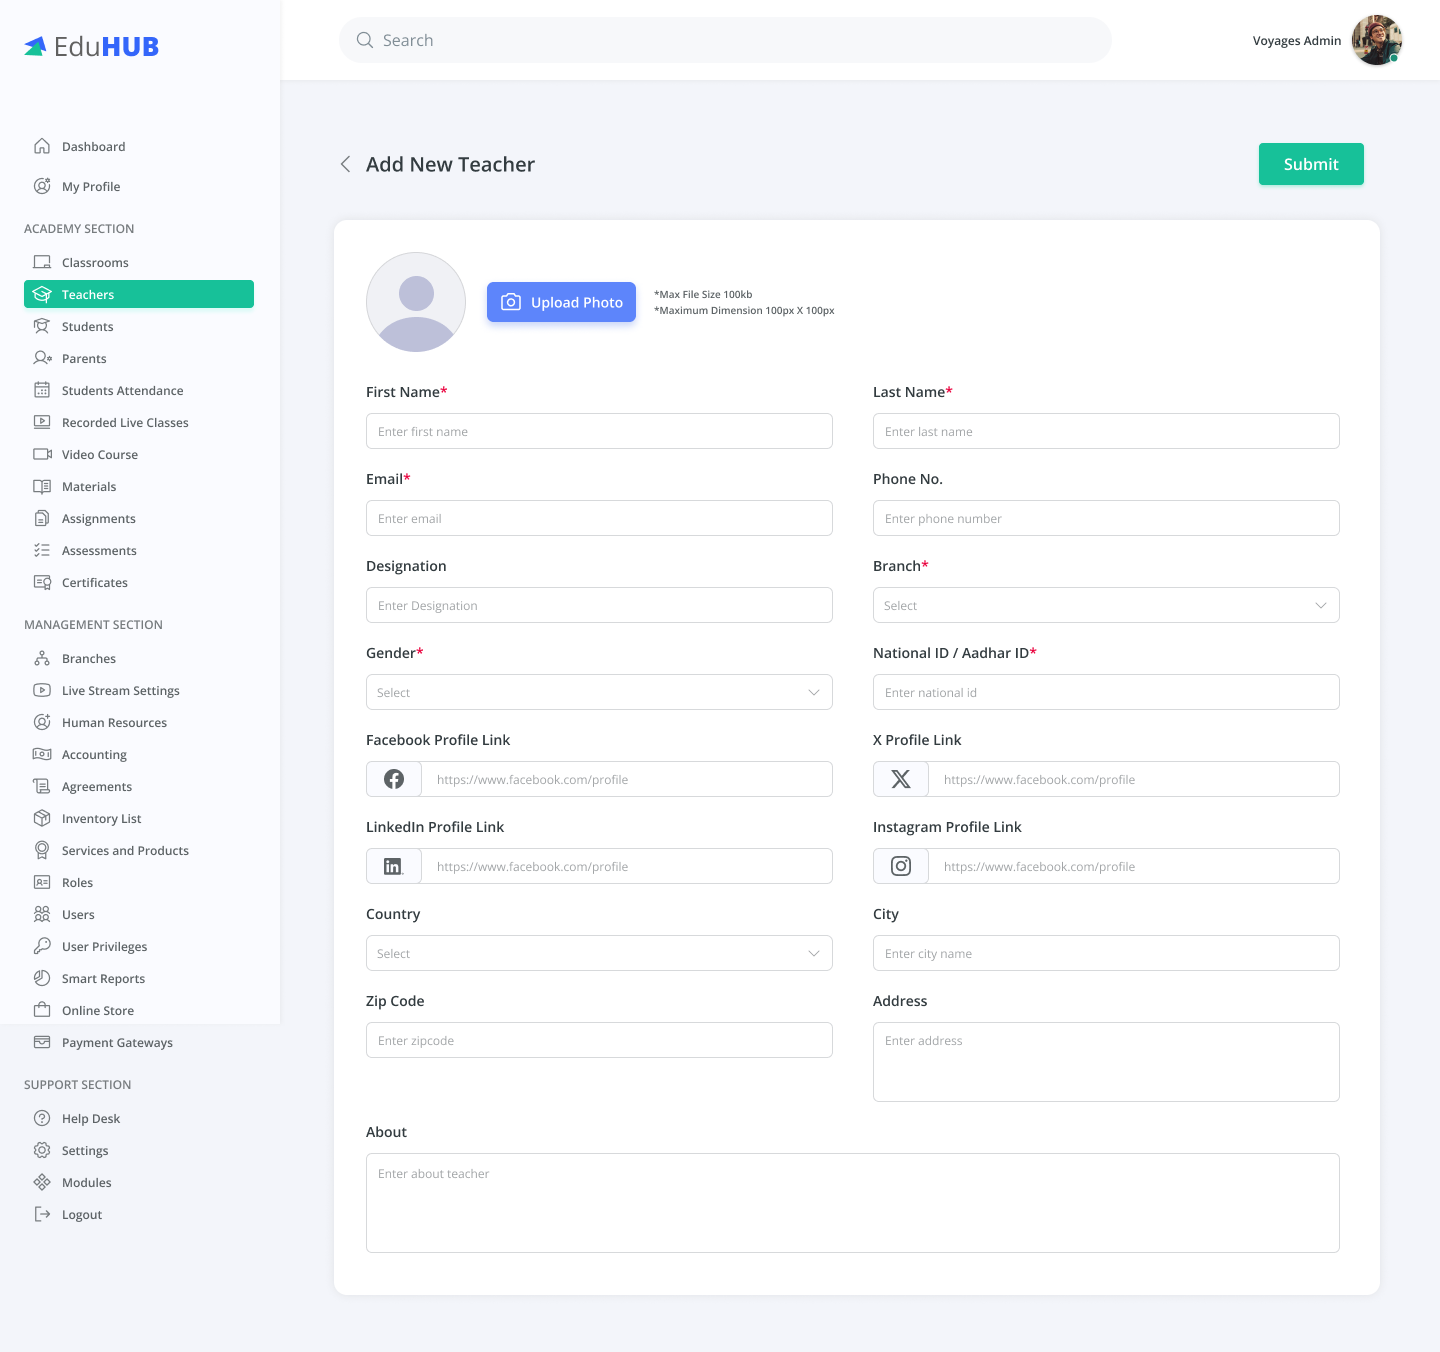 EduHUB
Search
Voyages Admin
Dashboard
My Profile
ACADEMY SECTION
Classrooms
Teachers
Students
Parents
Students Attendance
Recorded Live Classes
Video Course
Materials
Assignments
Assessments
Certificates
MANAGEMENT SECTION
Branches
Live Stream Settings
Human Resources
Accounting
Agreements
Inventory List
Services and Products
Roles
Users
User Privileges
Smart Reports
Online Store
Payment Gateways
SUPPORT SECTION
Help Desk
Settings
Modules
Logout
Add New Teacher
Submit
Upload Photo
*Max File Size 100kb
*Maximum Dimension 100px X 100px
First Name*
Last Name*
Enter first name
Enter last name
Email*
Phone No.
Enter email
Enter phone number
Designation
Branch*
Enter Designation
Select
Gender*
National ID / Aadhar ID*
Select
Enter national id
Facebook Profile Link
X Profile Link
https://www.facebook.com/profile
https://www.facebook.com/profile
LinkedIn Profile Link
Instagram Profile Link
in
https://www.facebook.com/profile
https://www.facebook.com/profile
Country
City
Select
Enter city name
Zip Code
Address
Enter zipcode
Enter address
About
Enter about teacher